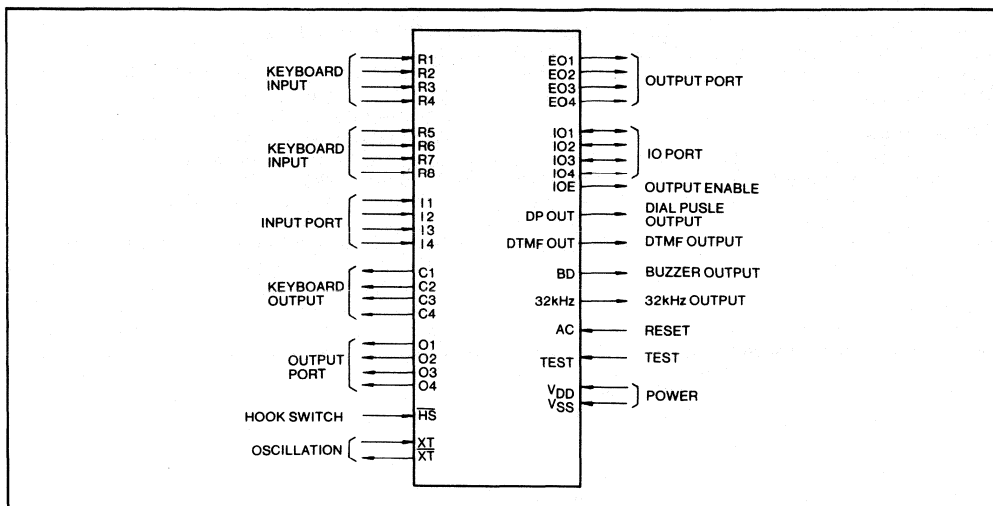 KEYBOARD
INPUT
R1
R2
R3
R4
KEYBOARD
INPUT
R5
R6
R7
R8
INPUT PORT
I1
I2
I3
I4
KEYBOARD
OUTPUT
C1
C2
C3
C4
OUTPUT
PORT
O1
O2
O3
O4
HOOK SWITCH
H̅S̅
OSCILLATION
XT
X̅T̅
EO1
EO2
EO3
EO4
OUTPUT PORT
IO1
IO2
IO3
IO4
IO PORT
IOE
OUTPUT ENABLE
DP OUT
DIAL PUSLE
OUTPUT
DTMF OUT
DTMF OUTPUT
BD
BUZZER OUTPUT
32kHz
32kHz OUTPUT
AC
RESET
TEST
TEST
VDD
VSS
POWER